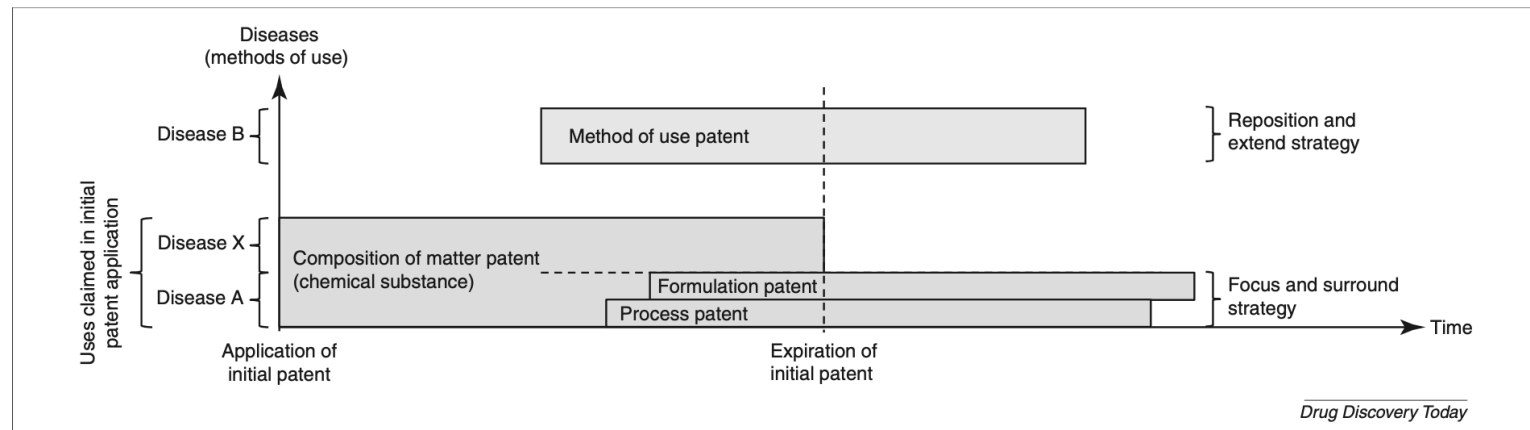 Diseases
(methods of use)
Disease B
Method of use patent
Reposition and
extend strategy
Uses claimed in initial
patent application
Disease X
Disease A
Composition of matter patent
(chemical substance)
Formulation patent
Process patent
Focus and surround
strategy
Time
Application of
initial patent
Expiration of
initial patent
Drug Discovery Today